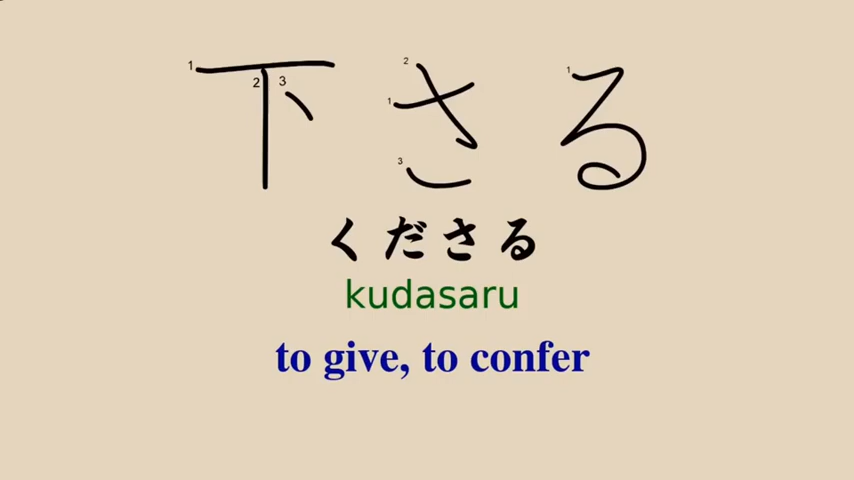 下さる
くださる
kudasaru
to give, to confer